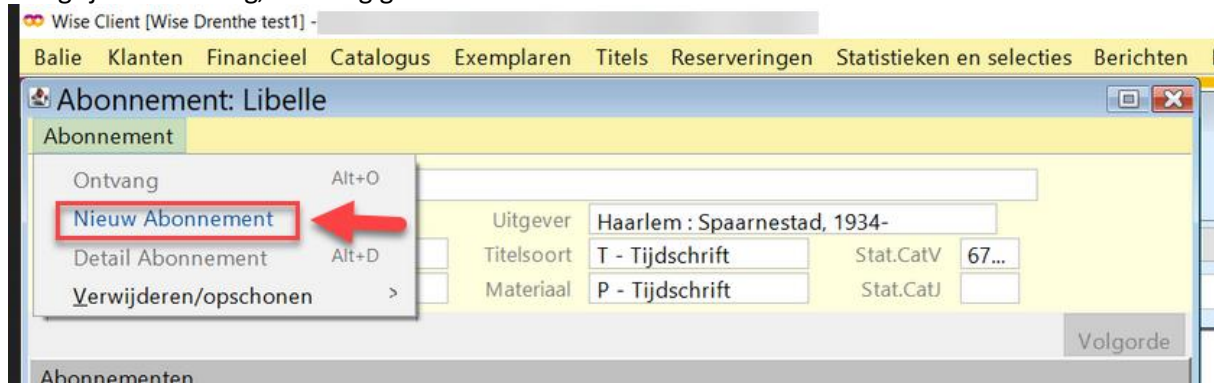 Wise Client [Wise Drenthe test1] -
Balie Klanten Financieel Catalogus Exemplaren Titels Reserveringen Statistieken en selecties Berichten
Abonnement: Libelle
Abonnement
Ontvang Alt+O
Nieuw Abonnement Uitgever Haarlem : Spaarnestad, 1934-
Detail Abonnement Alt+D Titelsoort T - Tijdschrift Stat.CatV 67...
Verwijderen/opschonen > Materiaal P - Tijdschrift Stat.CatJ
Volgorde
Abonnementen